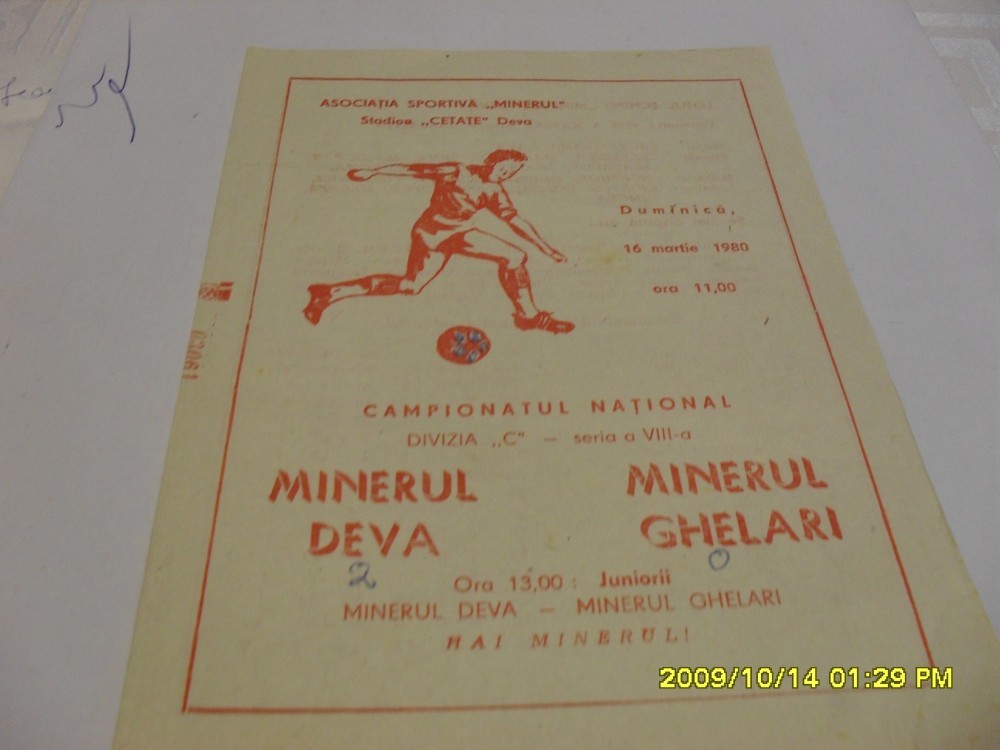 ASOCIAȚIA SPORTIVĂ „MINERUL"
Stadion „CETATE" Deva
Duminică,
16 martie 1980
ora 11,00
63061
CAMPIONATUL NAȚIONAL
DIVIZIA „C" — seria a VIII-a
MINERUL DEVA
MINERUL GHELARI
2
0
Ora 13,00 : Juniorii
MINERUL DEVA — MINERUL GHELARI
HAI MINERUL!
2009/10/14 01:29 PM